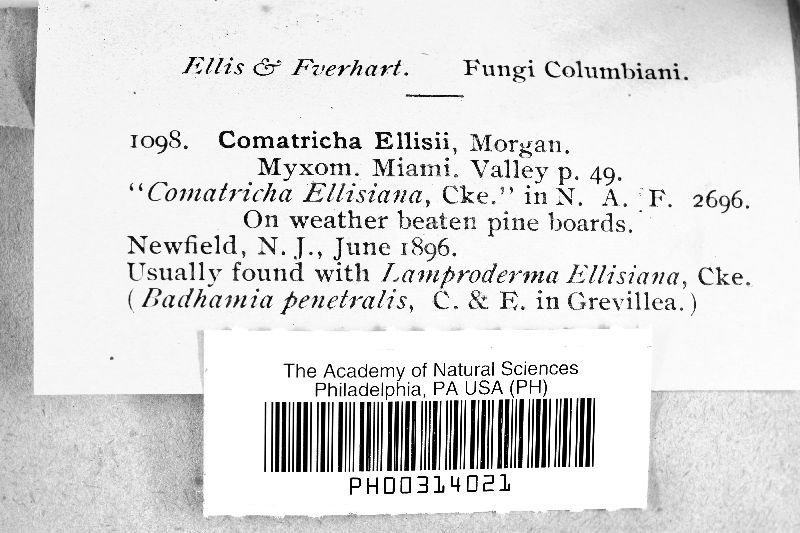 Ellis & Everhart. Fungi Columbiani.
1098. Comatricha Ellisii, Morgan.
Myxom. Miami. Valley p. 49.
"Comatricha Ellisiana, Cke." in N. A. F. 2696.
On weather beaten pine boards.
Newfield, N. J., June 1896.
Usually found with Lamproderma Ellisiana, Cke.
(Badhamia penetralis, C. & E. in Grevillea.)
The Academy of Natural Sciences
Philadelphia, PA USA (PH)
PH00314021